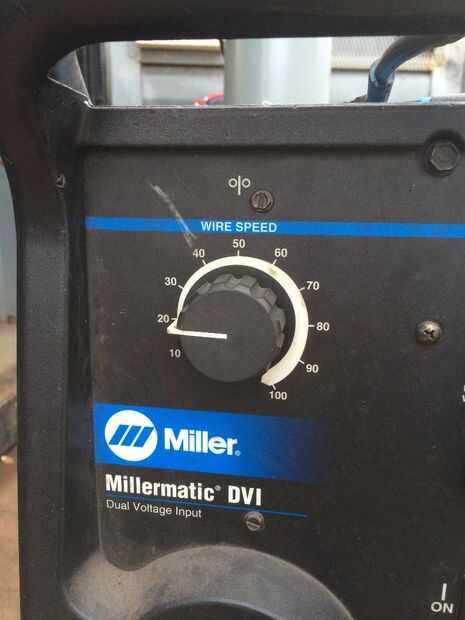 WIRE SPEED
10
20
30
40
50
60
70
80
90
100
Miller®
Millermatic® DVI
Dual Voltage Input
I
ON